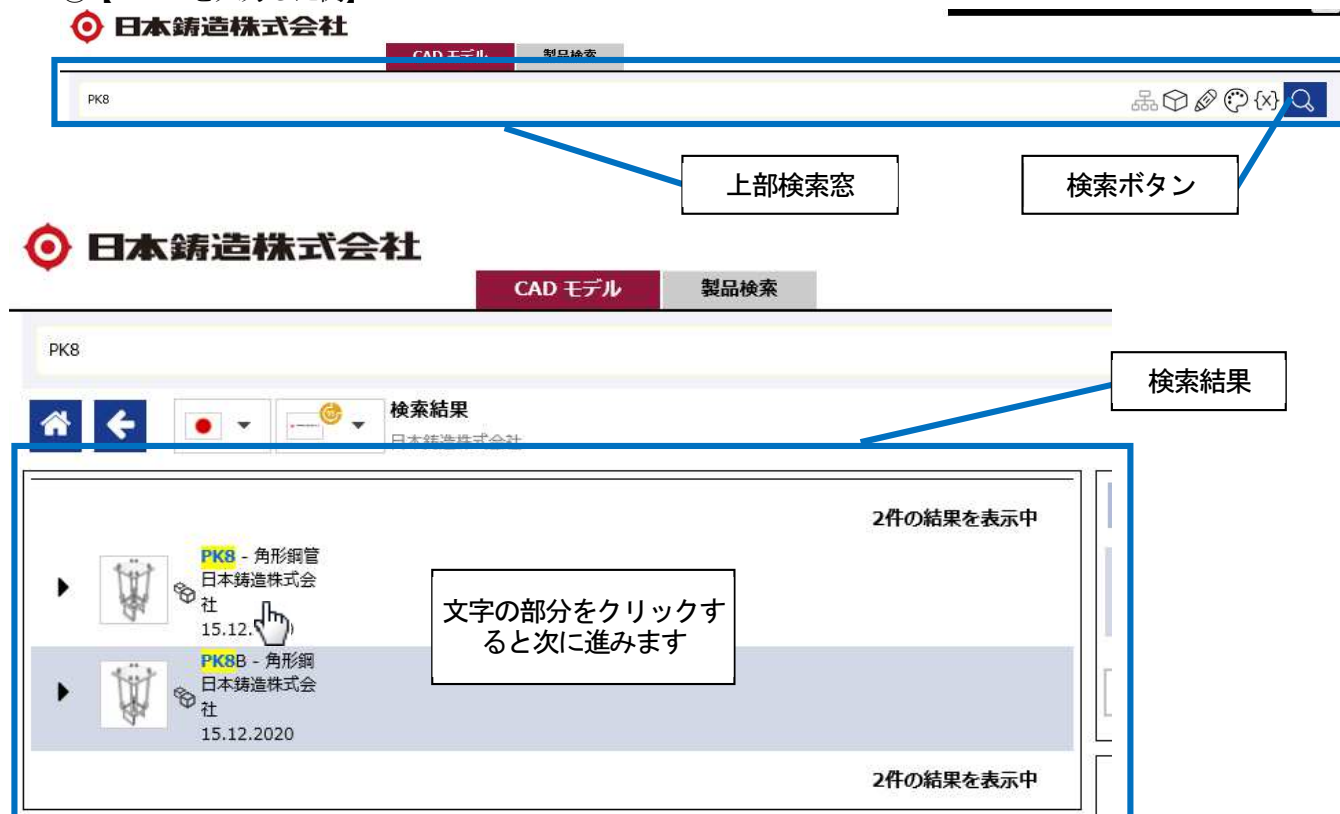 日本鋳造株式会社
CAD モデル 製品検索
PK8
{x}
上部検索窓 検索ボタン
日本鋳造株式会社
CAD モデル 製品検索
PK8
検索結果
検索結果
日本鋳造株式会社
2件の結果を表示中
PK8 - 角形鋼管
日本鋳造株式会
社
15.12.
文字の部分をクリックす
ると次に進みます
PK8B - 角形鋼
日本鋳造株式会
社
15.12.2020
2件の結果を表示中